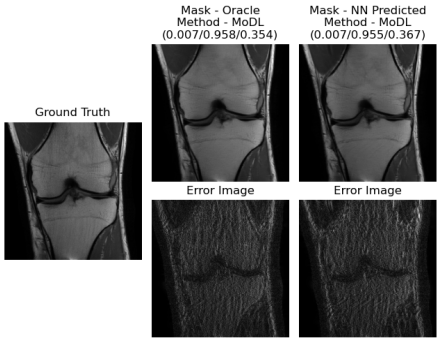 Mask - Oracle
Method - MoDL
(0.007/0.958/0.354)
Mask - NN Predicted
Method - MoDL
(0.007/0.955/0.367)
Ground Truth
Error Image
Error Image